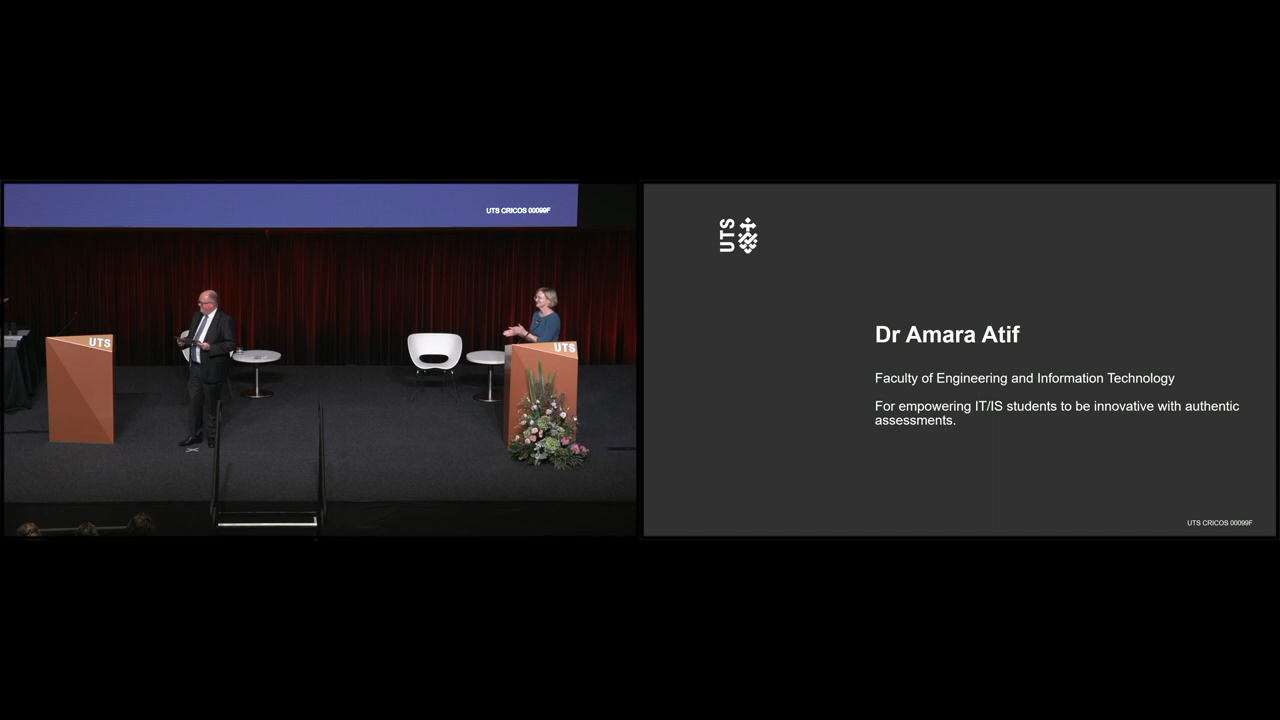 UTS CRICOS 00099F
UTS
UTS
UTS
Dr Amara Atif
Faculty of Engineering and Information Technology
For empowering IT/IS students to be innovative with authentic
assessments.
UTS CRICOS 00099F